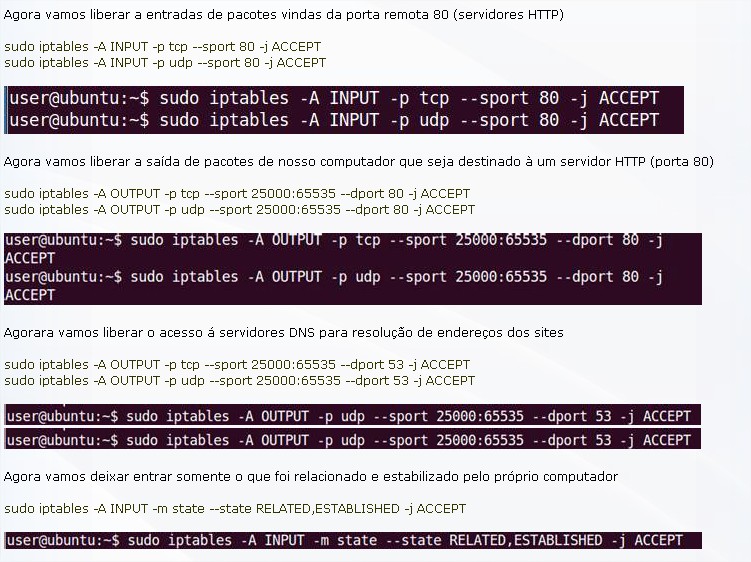 Agora vamos liberar a entradas de pacotes vindas da porta remota 80 (servidores HTTP)
sudo iptables -A INPUT -p tcp --sport 80 -j ACCEPT
sudo iptables -A INPUT -p udp --sport 80 -j ACCEPT
user@ubuntu:~$ sudo iptables -A INPUT -p tcp --sport 80 -j ACCEPT
user@ubuntu:~$ sudo iptables -A INPUT -p udp --sport 80 -j ACCEPT
Agora vamos liberar a saída de pacotes de nosso computador que seja destinado à um servidor HTTP (porta 80)
sudo iptables -A OUTPUT -p tcp --sport 25000:65535 --dport 80 -j ACCEPT
sudo iptables -A OUTPUT -p udp --sport 25000:65535 --dport 80 -j ACCEPT
user@ubuntu:~$ sudo iptables -A OUTPUT -p tcp --sport 25000:65535 --dport 80 -j
ACCEPT
user@ubuntu:~$ sudo iptables -A OUTPUT -p udp --sport 25000:65535 --dport 80 -j
ACCEPT
Agorara vamos liberar o acesso á servidores DNS para resolução de endereços dos sites
sudo iptables -A OUTPUT -p tcp --sport 25000:65535 --dport 53 -j ACCEPT
sudo iptables -A OUTPUT -p udp --sport 25000:65535 --dport 53 -j ACCEPT
user@ubuntu:~$ sudo iptables -A OUTPUT -p udp --sport 25000:65535 --dport 53 -j ACCEPT
user@ubuntu:~$ sudo iptables -A OUTPUT -p udp --sport 25000:65535 --dport 53 -j ACCEPT
Agora vamos deixar entrar somente o que foi relacionado e estabilizado pelo próprio computador
sudo iptables -A INPUT -m state --state RELATED,ESTABLISHED -j ACCEPT
user@ubuntu:~$ sudo iptables -A INPUT -m state --state RELATED,ESTABLISHED -j ACCEPT